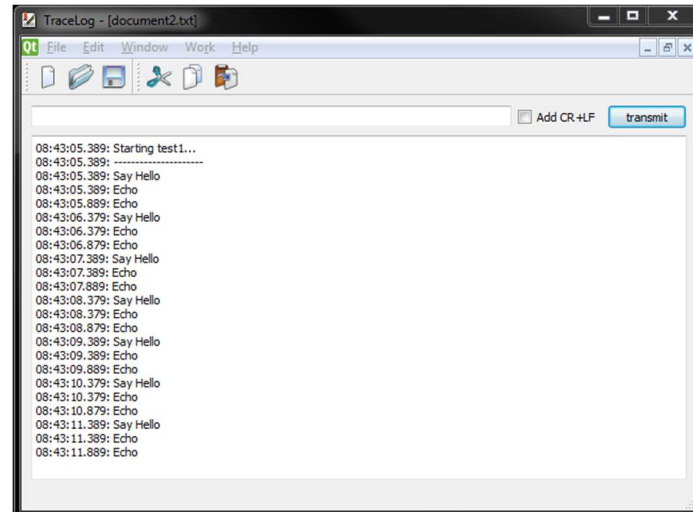 TraceLog - [document2.txt]
Qt File Edit Window Work Help
Add CR+LF transmit
08:43:05.389: Starting test1...
08:43:05.389: ---------------------
08:43:05.389: Say Hello
08:43:05.389: Echo
08:43:05.889: Echo
08:43:06.379: Say Hello
08:43:06.379: Echo
08:43:06.879: Echo
08:43:07.389: Say Hello
08:43:07.389: Echo
08:43:07.889: Echo
08:43:08.379: Say Hello
08:43:08.379: Echo
08:43:08.879: Echo
08:43:09.389: Say Hello
08:43:09.389: Echo
08:43:09.889: Echo
08:43:10.379: Say Hello
08:43:10.379: Echo
08:43:10.879: Echo
08:43:11.389: Say Hello
08:43:11.389: Echo
08:43:11.889: Echo